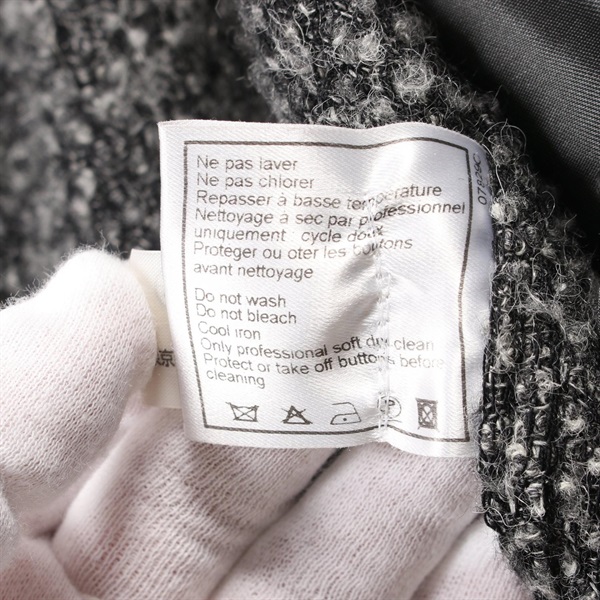 Ne pas laver
Ne pas chlorer
Repasser à basse température
Nettoyage à sec par professionnel
uniquement cycle doux
Proteger ou oter les boutons
avant nettoyage
Do not wash
Do not bleach
Cool iron
Only professional soft dry clean
Protect or take off buttons before
cleaning